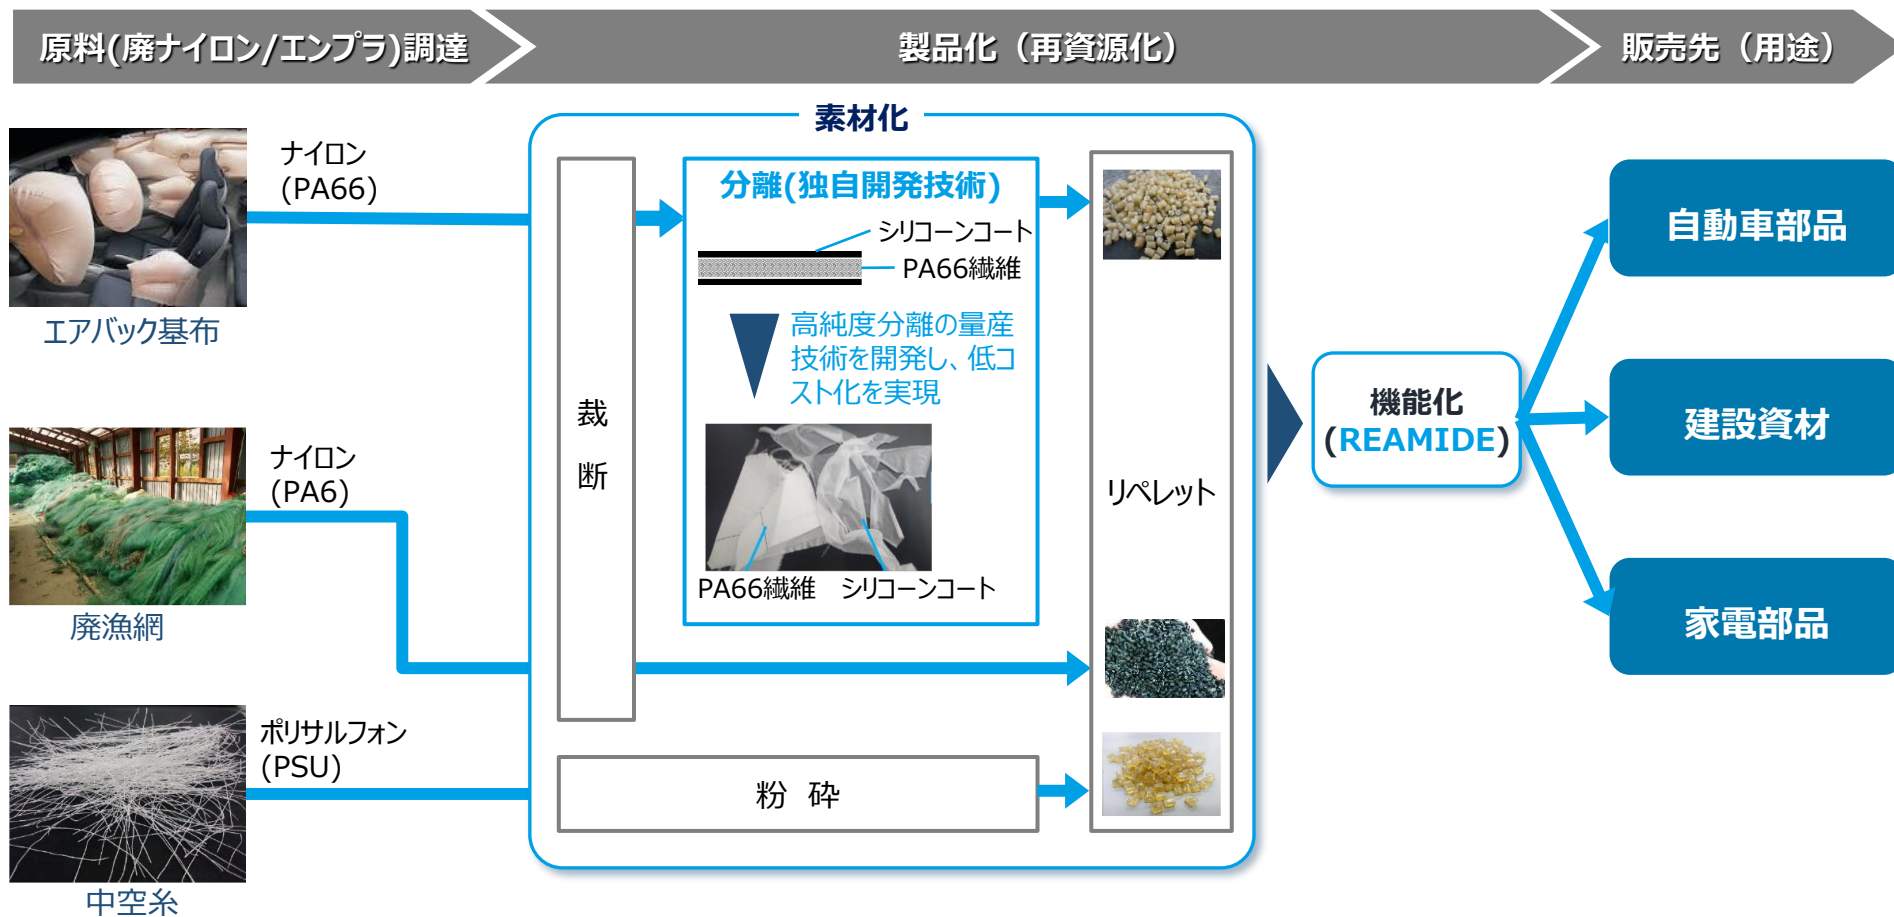 原料(廃ナイロン/エンプラ)調達
製品化（再資源化）
販売先（用途）
素材化
ナイロン
(PA66)
エアバック基布
ナイロン
(PA6)
廃漁網
ポリサルフォン
(PSU)
中空糸
裁
断
分離(独自開発技術)
シリコーンコート
PA66繊維
高純度分離の量産
技術を開発し、低コ
スト化を実現
PA66繊維
シリコーンコート
粉 砕
リペレット
機能化
(REAMIDE)
自動車部品
建設資材
家電部品